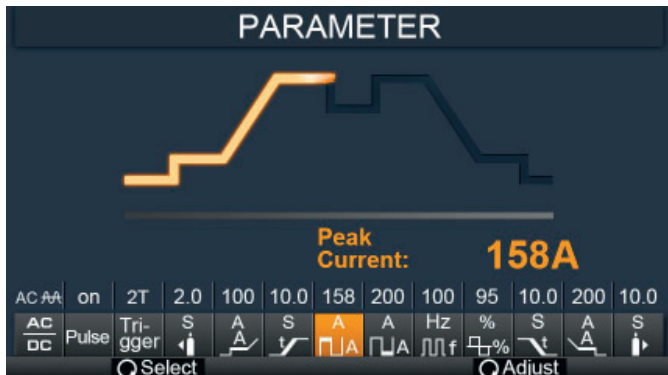 PARAMETER
Peak
Current: 158A
AC on 2T 2.0 100 10.0 158 200 100 95 10.0 200 10.0
AC DC Pulse Tri- gger S A S A A Hz % S A S
t A A f % t
Select Adjust